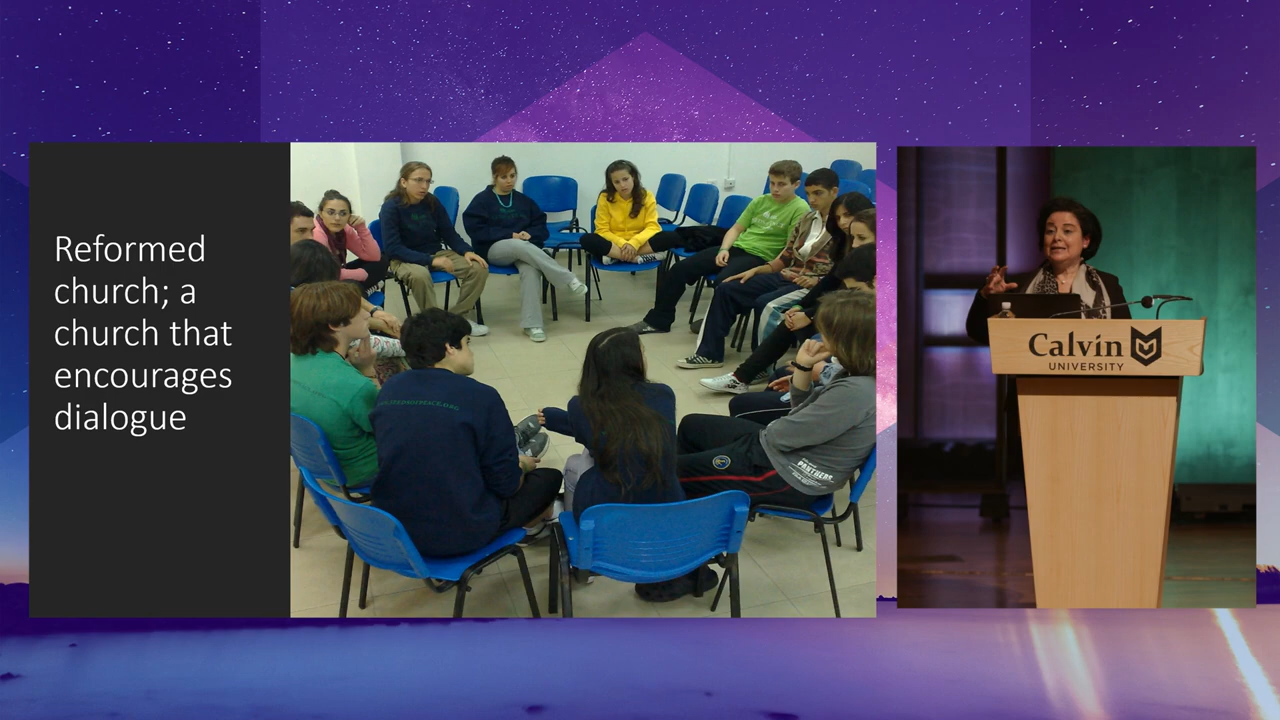 Reformed
church; a
church that
encourages
dialogue
PANTHERS
Calvin
UNIVERSITY